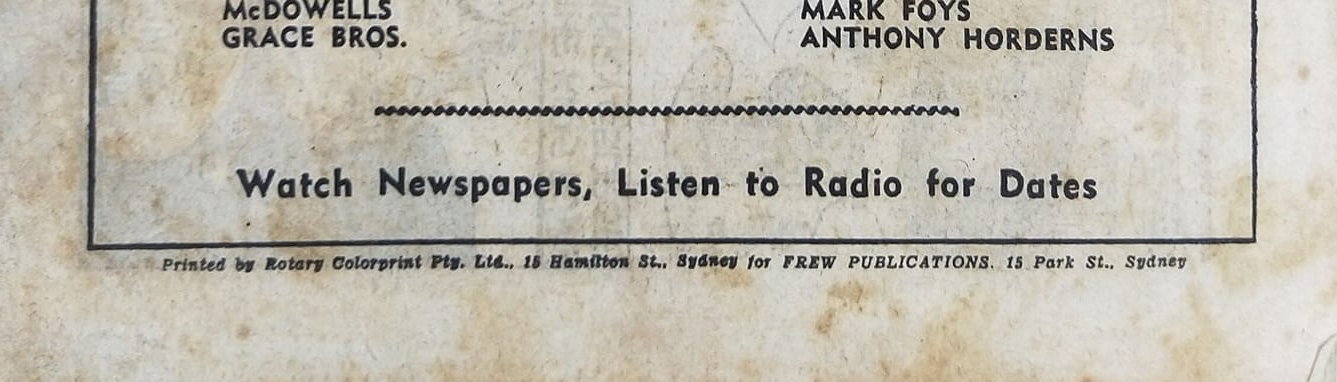 McDOWELLS MARK FOYS
GRACE BROS. ANTHONY HORDERNS
Watch Newspapers, Listen to Radio for Dates
Printed by Rotary Colorprint Pty. Ltd., 15 Hamilton St., Sydney for FREW PUBLICATIONS. 15 Park St., Sydney